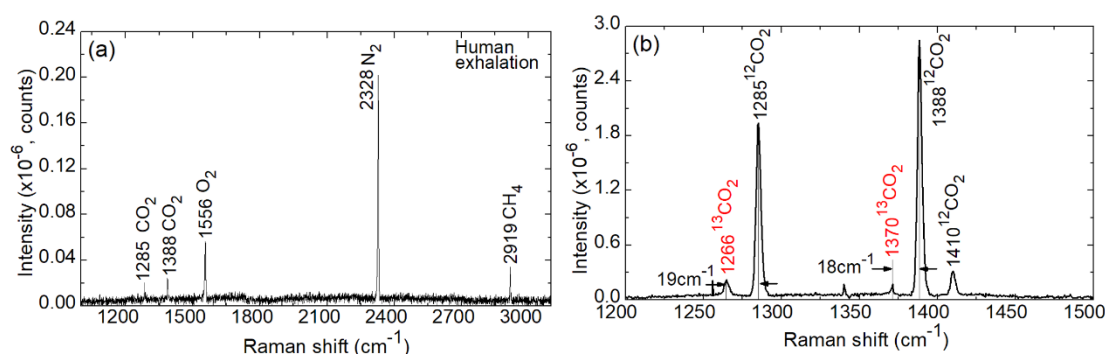 (a)
Human
exhalation
0.24
0.20
0.16
0.12
0.08
0.04
0.00
Intensity (x10⁻⁶, counts)
1285 CO₂
1388 CO₂
1556 O₂
2328 N₂
2919 CH₄
1200 1600 2000 2400 2400 3000
Raman shift (cm⁻¹)
(b)
3.0
2.4
1.8
1.2
0.6
0.0
Intensity (x10⁻⁶, counts)
1266 ¹³CO₂
1285 ¹²CO₂
1370 ¹³CO₂
1388 ¹²CO₂
1410 ¹²CO₂
19cm⁻¹
18cm⁻¹
1200 1250 1300 1350 1400 1450 1500
Raman shift (cm⁻¹)